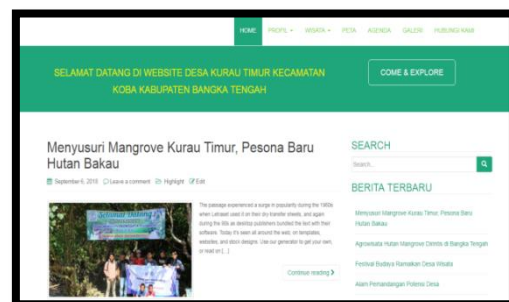 HOME PROFIL WISATA PETA AGENDA GALERI HUBUNGI KAMI
SELAMAT DATANG DI WEBSITE DESA KURAU TIMUR KECAMATAN
KOBA KABUPATEN BANGKA TENGAH
COME & EXPLORE
Menyusuri Mangrove Kurau Timur, Pesona Baru
Hutan Bakau
September 6, 2018 Leave a comment Highlight Edit
The passage experienced a surge in popularity during the 1960s
when Letraset used it on their dry-transfer sheets, and again
during the 90s as desktop publishers bundled the text with their
software. Today it's seen all around the web; on templates,
websites, and stock designs. Use our generator to get your own,
or read on [...]
Continue reading
Selamat Datang
SEARCH
Search...
BERITA TERBARU
Menyusuri Mangrove Kurau Timur, Pesona Baru
Hutan Bakau
Agrowisata Hutan Mangrove Dirintis di Bangka Tengah
Festival Budaya Ramaikan Desa Wisata
Alam Pemandangan Potensi Desa